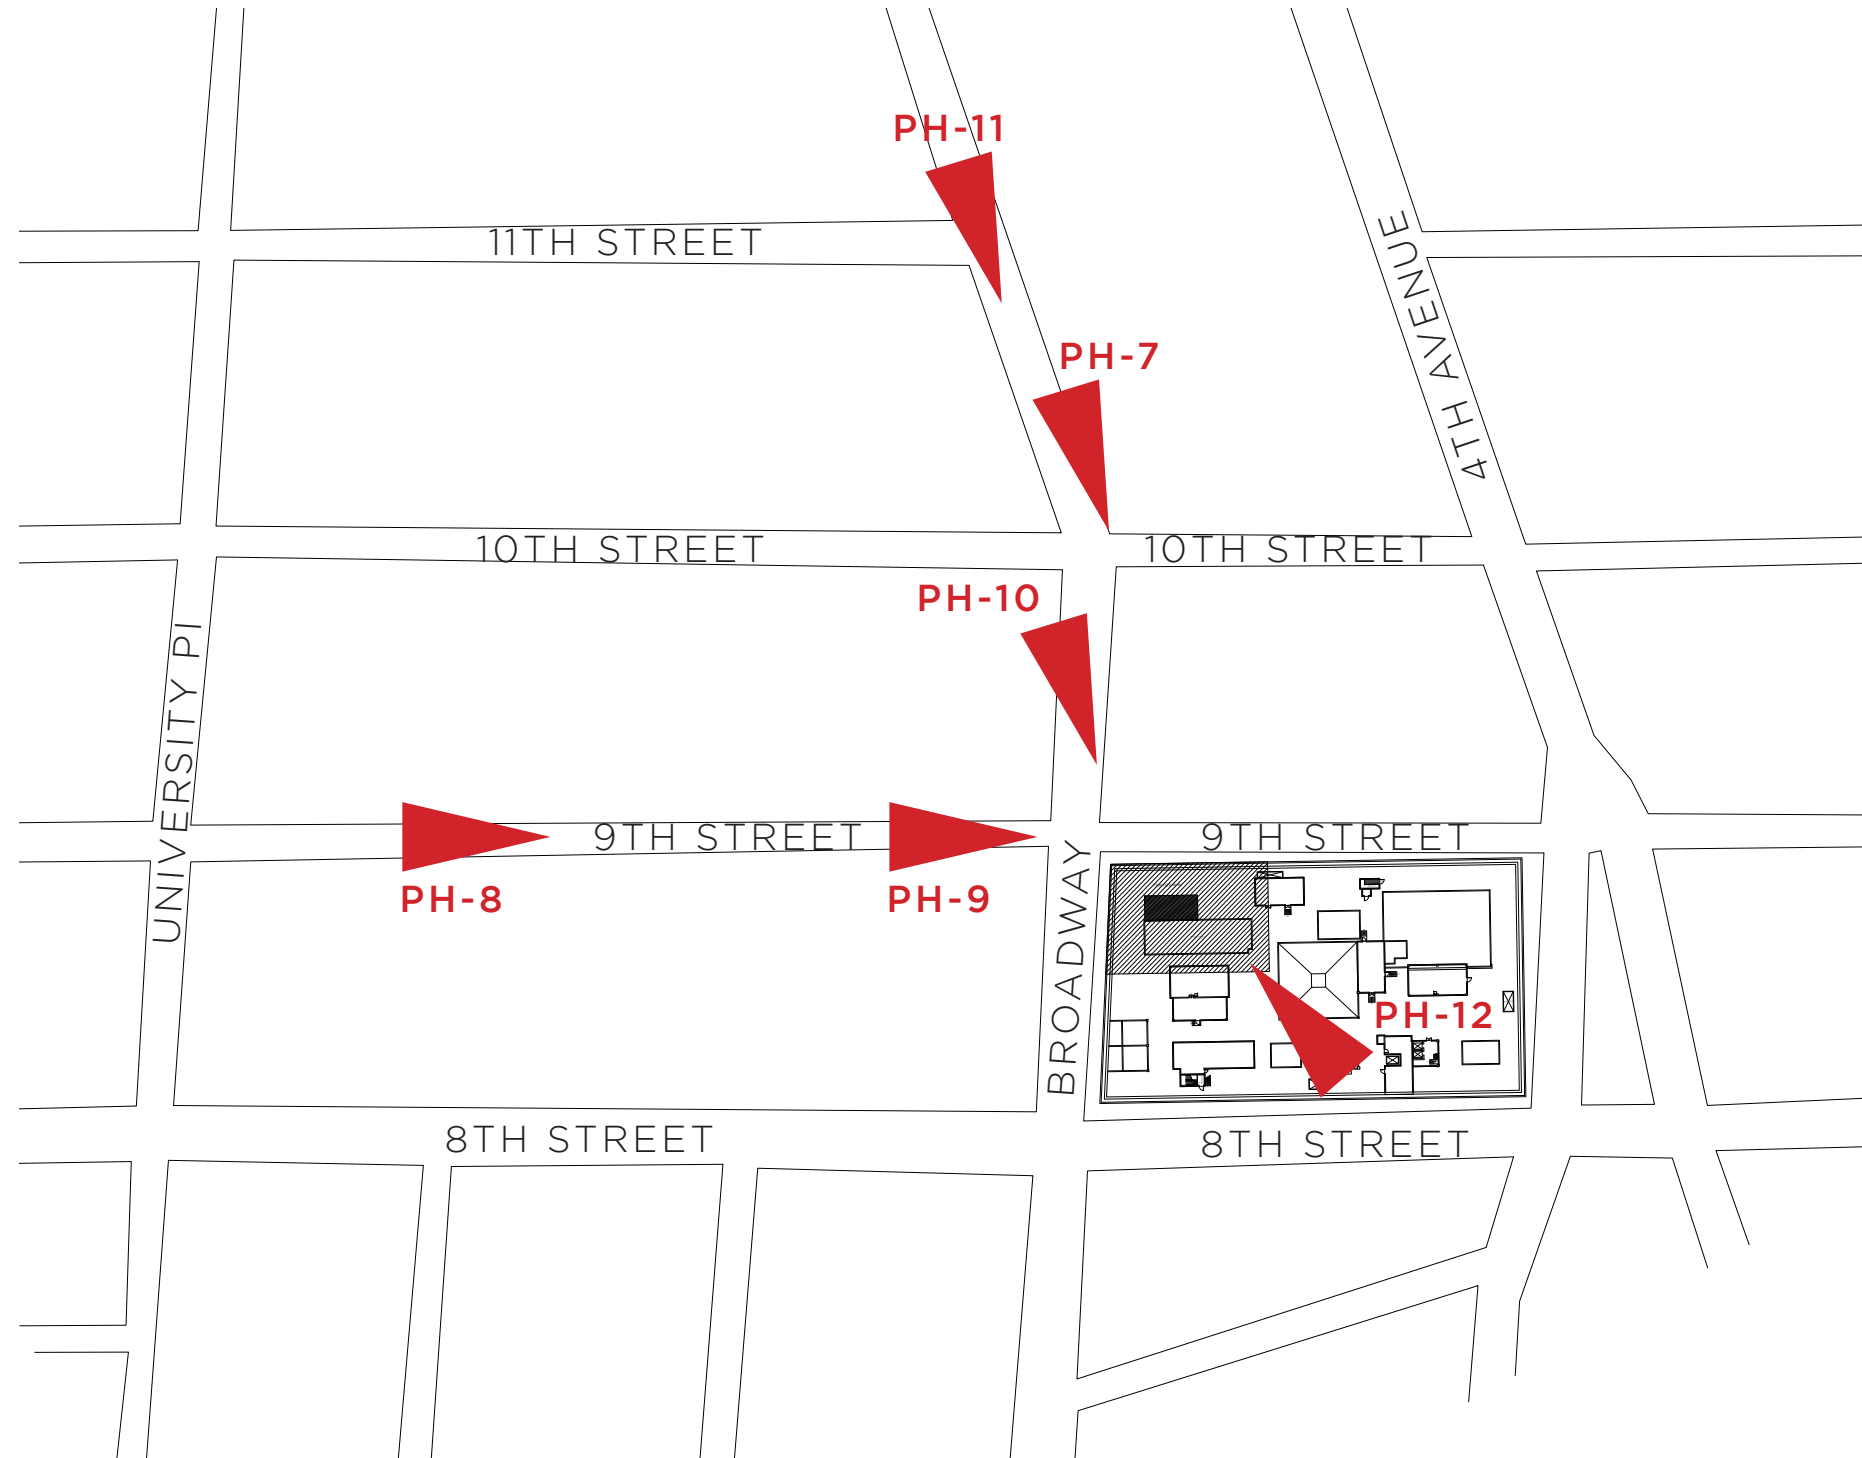 PH-11
11TH STREET
4TH AVENUE
PH-7
10TH STREET
10TH STREET
PH-10
UNIVERSITY Pl
9TH STREET
9TH STREET
PH-8
PH-9
BROADWAY
PH-12
8TH STREET
8TH STREET